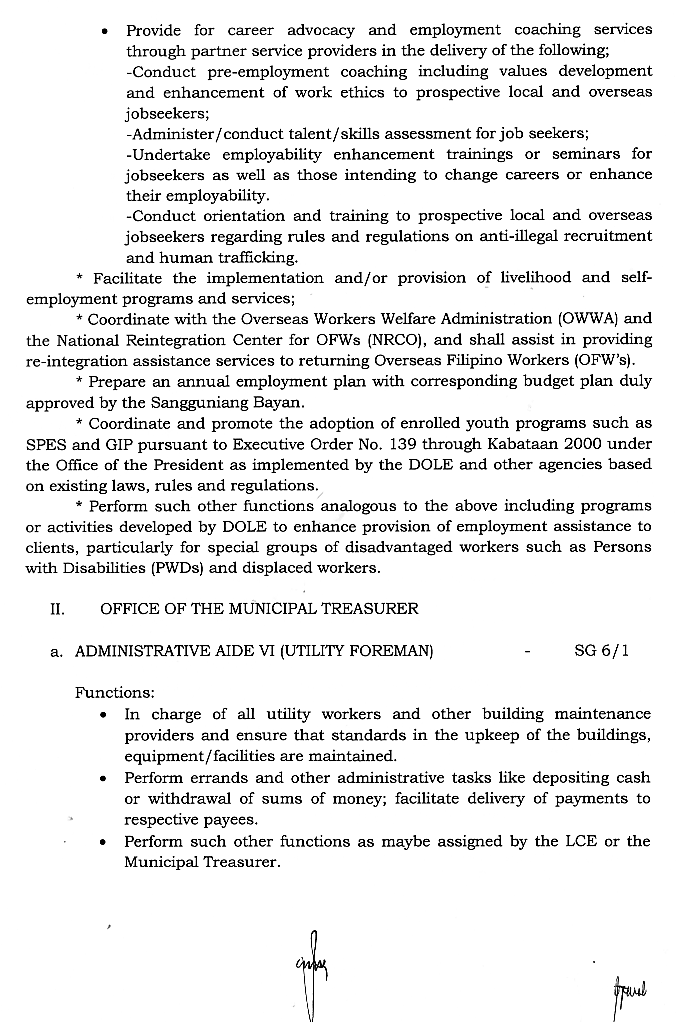 • Provide for career advocacy and employment coaching services
through partner service providers in the delivery of the following;
-Conduct pre-employment coaching including values development
and enhancement of work ethics to prospective local and overseas
jobseekers;
-Administer/conduct talent/skills assessment for job seekers;
-Undertake employability enhancement trainings or seminars for
jobseekers as well as those intending to change careers or enhance
their employability.
-Conduct orientation and training to prospective local and overseas
jobseekers regarding rules and regulations on anti-illegal recruitment
and human trafficking.
* Facilitate the implementation and/or provision of livelihood and self-
employment programs and services;
* Coordinate with the Overseas Workers Welfare Administration (OWWA) and
the National Reintegration Center for OFWs (NRCO), and shall assist in providing
re-integration assistance services to returning Overseas Filipino Workers (OFW's).
* Prepare an annual employment plan with corresponding budget plan duly
approved by the Sangguniang Bayan.
* Coordinate and promote the adoption of enrolled youth programs such as
SPES and GIP pursuant to Executive Order No. 139 through Kabataan 2000 under
the Office of the President as implemented by the DOLE and other agencies based
on existing laws, rules and regulations.
* Perform such other functions analogous to the above including programs
or activities developed by DOLE to enhance provision of employment assistance to
clients, particularly for special groups of disadvantaged workers such as Persons
with Disabilities (PWDs) and displaced workers.
II. OFFICE OF THE MUNICIPAL TREASURER
a. ADMINISTRATIVE AIDE VI (UTILITY FOREMAN) - SG 6/1
Functions:
• In charge of all utility workers and other building maintenance
providers and ensure that standards in the upkeep of the buildings,
equipment/facilities are maintained.
• Perform errands and other administrative tasks like depositing cash
or withdrawal of sums of money; facilitate delivery of payments to
respective payees.
• Perform such other functions as maybe assigned by the LCE or the
Municipal Treasurer.